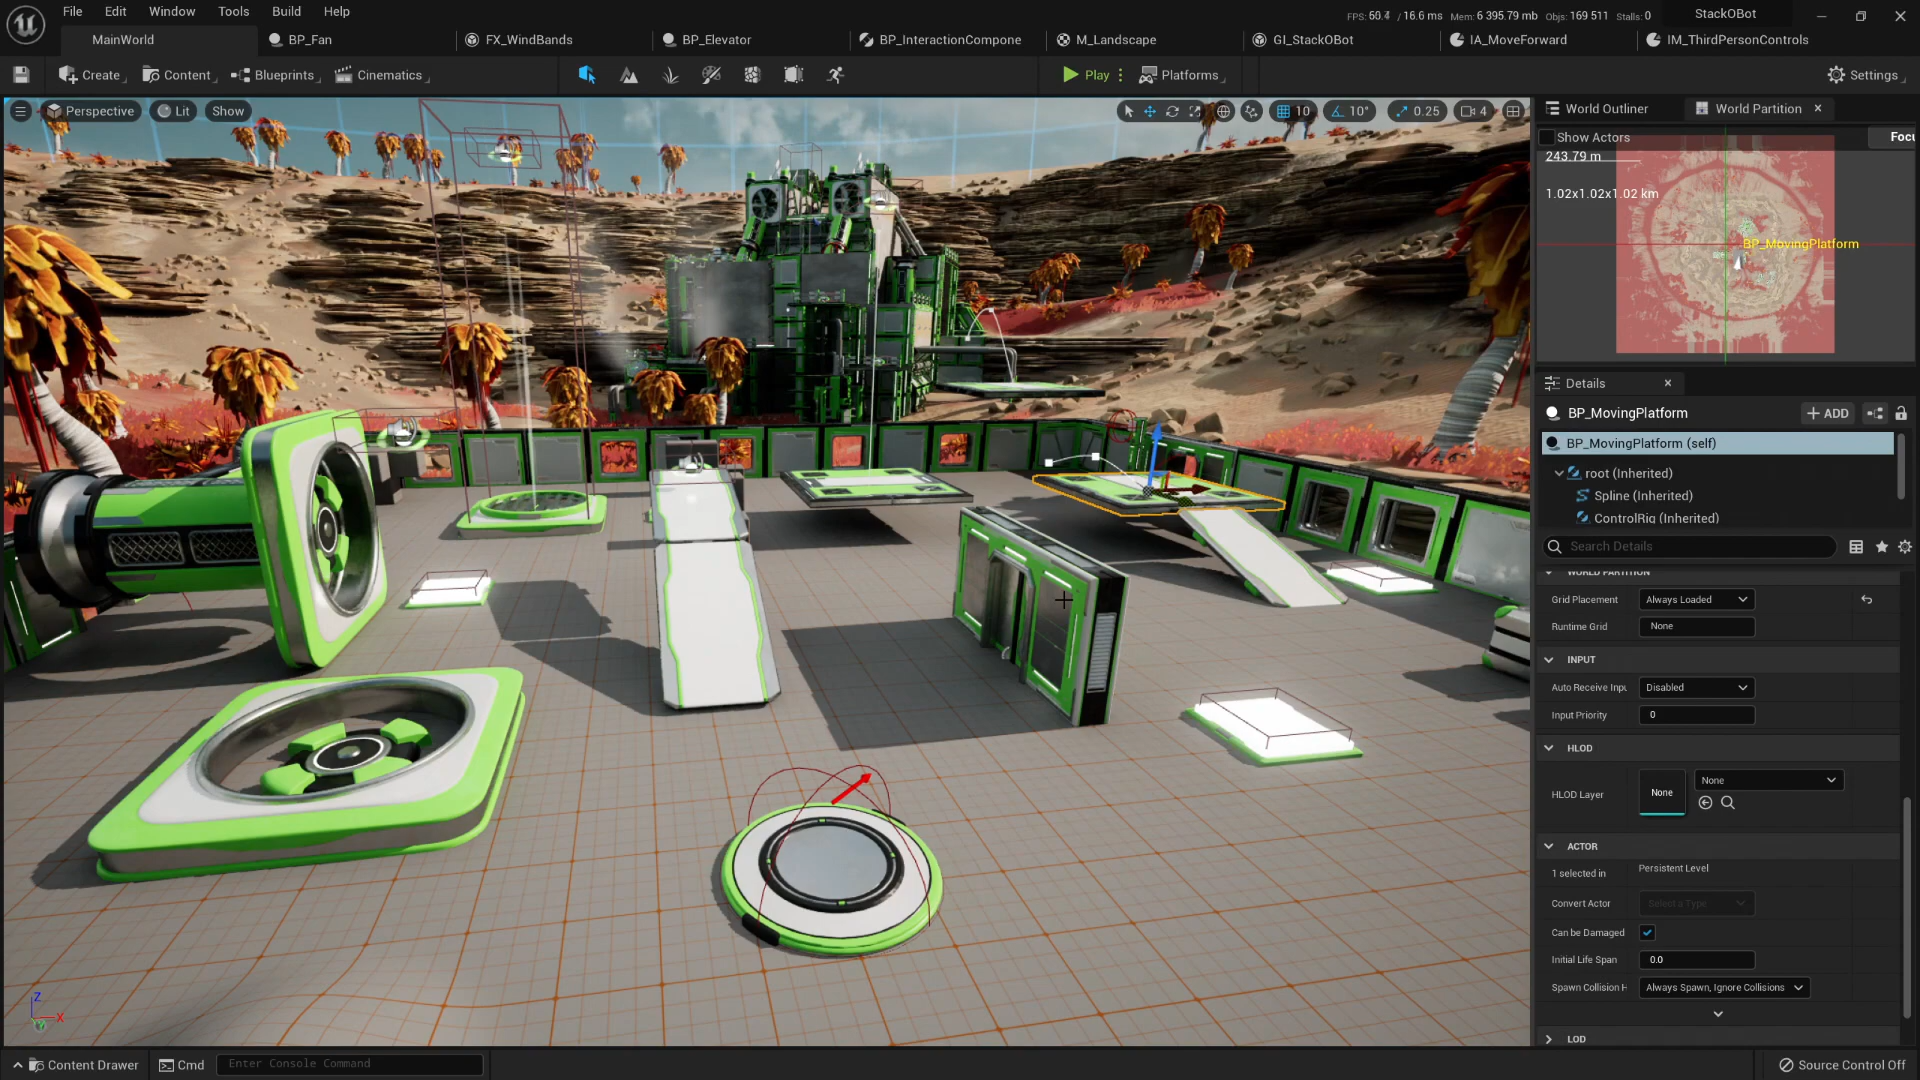 File Edit Window Tools Build Help
FPS: 60.4 / 16.6 ms Mem: 6 395.79 mb Objs: 169 511 Stalls: 0
StackOBot
MainWorld
BP_Fan
FX_WindBands
BP_Elevator
BP_InteractionCompone
M_Landscape
GI_StackOBot
IA_MoveForward
IM_ThirdPersonControls
Create
Content
Blueprints
Cinematics
Play
Platforms
Settings
Perspective
Lit
Show
10
10°
0.25
4
World Outliner
World Partition
Show Actors
Focu
243.79 m
1.02x1.02x1.02 km
BP_MovingPlatform
Details
BP_MovingPlatform
ADD
BP_MovingPlatform (self)
root (Inherited)
Spline (Inherited)
ControlRig (Inherited)
Search Details
WORLD PARTITION
Grid Placement Always Loaded
Runtime Grid None
INPUT
Auto Receive Inpu Disabled
Input Priority 0
HLOD
HLOD Layer None None
ACTOR
1 selected in Persistent Level
Convert Actor Select a Type
Can be Damaged
Initial Life Span 0.0
Spawn Collision H Always Spawn, Ignore Collisions
LOD
Z
X
Content Drawer
Cmd
Enter Console Command
Source Control Off